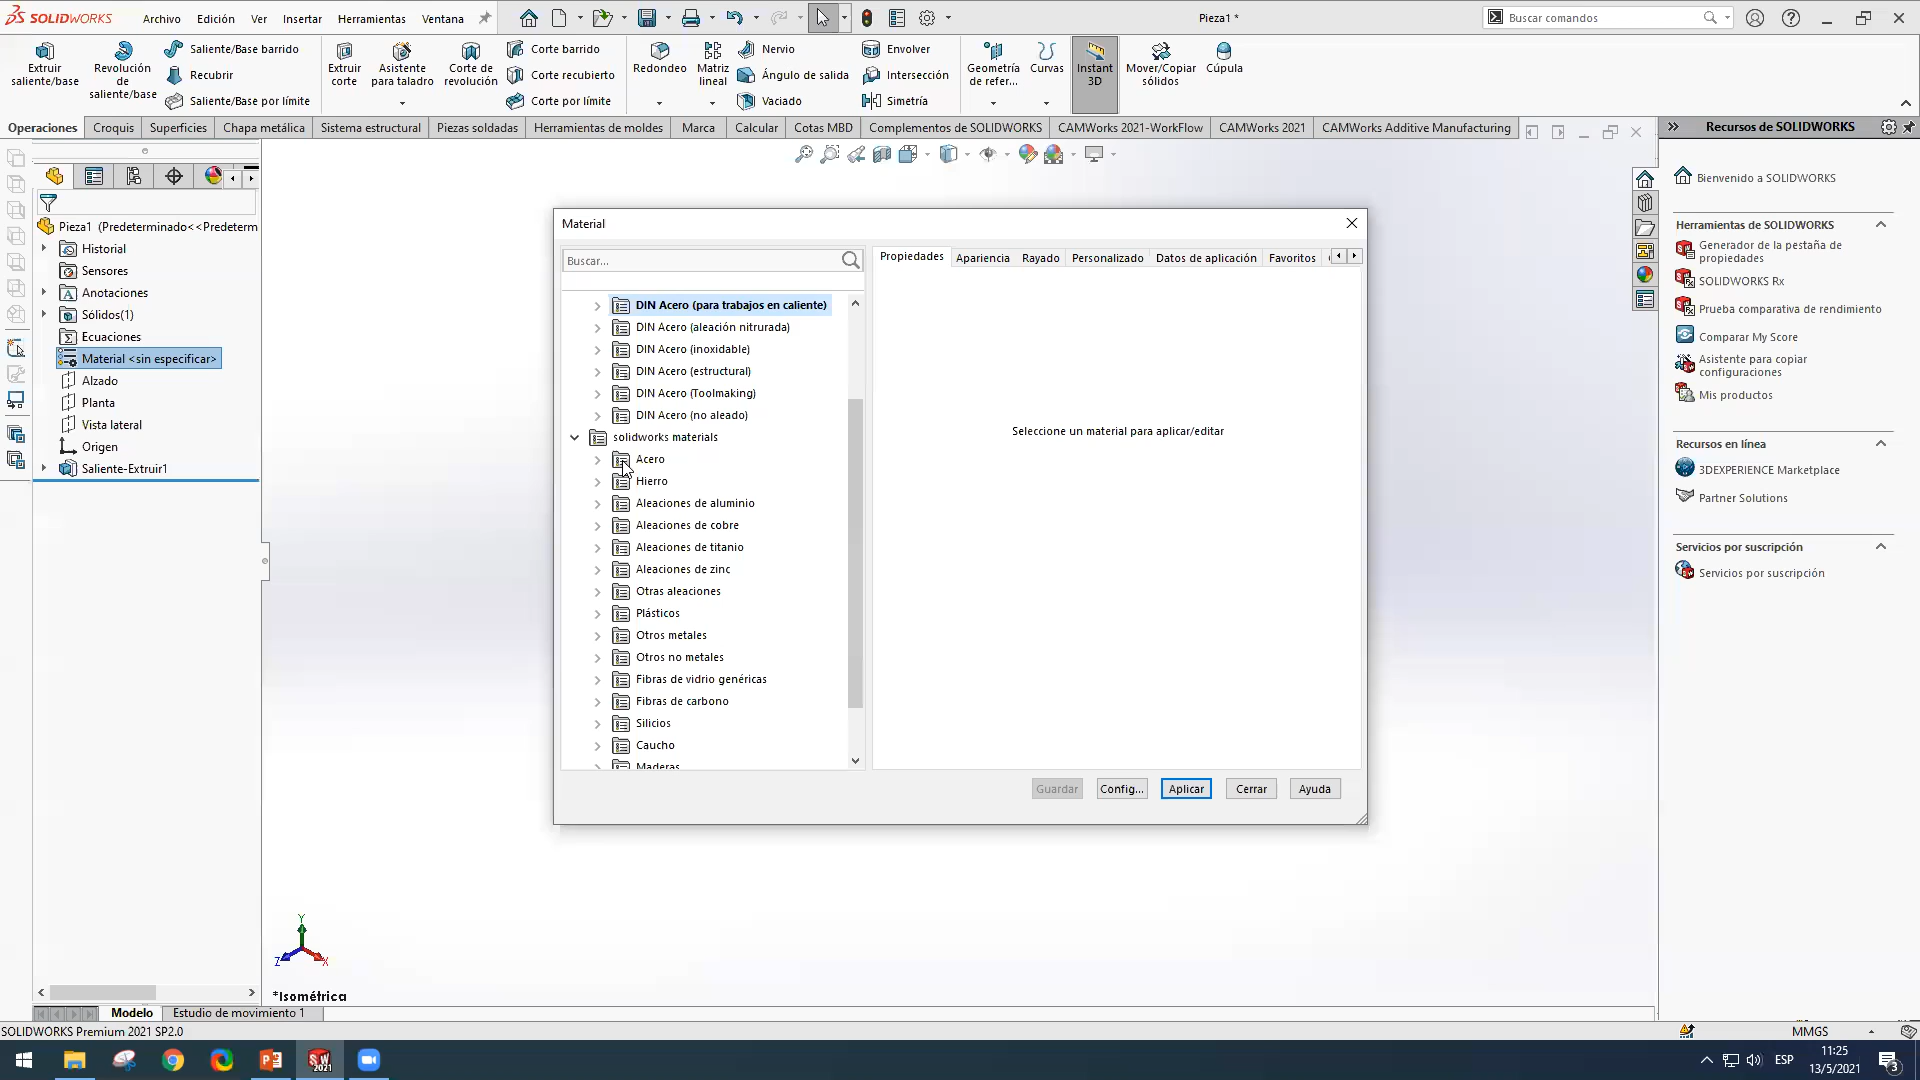 SOLIDWORKS
Archivo Edición Ver Insertar Herramientas Ventana
Pieza1 *
Buscar comandos
Extruir saliente/base
Revolución de saliente/base
Saliente/Base barrido
Recubrir
Saliente/Base por límite
Extruir corte
Asistente para taladro
Corte de revolución
Corte barrido
Corte recubierto
Corte por límite
Redondeo
Matriz lineal
Nervio
Ángulo de salida
Vaciado
Envolver
Intersección
Simetría
Geometría de refer...
Curvas
Instant 3D
Mover/Copiar sólidos
Cúpula
Operaciones Croquis Superficies Chapa metálica Sistema estructural Piezas soldadas Herramientas de moldes Marca Calcular Cotas MBD Complementos de SOLIDWORKS CAMWorks 2021-WorkFlow CAMWorks 2021 CAMWorks Additive Manufacturing
Pieza1 (Predeterminado<<Predeterm
Historial
Sensores
Anotaciones
Sólidos(1)
Ecuaciones
Material <sin especificar>
Alzado
Planta
Vista lateral
Origen
Saliente-Extruir1
Material
Buscar...
DIN Acero (para trabajos en caliente)
DIN Acero (aleación nitrurada)
DIN Acero (inoxidable)
DIN Acero (estructural)
DIN Acero (Toolmaking)
DIN Acero (no aleado)
solidworks materials
Acero
Hierro
Aleaciones de aluminio
Aleaciones de cobre
Aleaciones de titanio
Aleaciones de zinc
Otras aleaciones
Plásticos
Otros metales
Otros no metales
Fibras de vidrio genéricas
Fibras de carbono
Silicios
Caucho
Maderas
Propiedades Apariencia Rayado Personalizado Datos de aplicación Favoritos
Seleccione un material para aplicar/editar
Guardar Config... Aplicar Cerrar Ayuda
Recursos de SOLIDWORKS
Bienvenido a SOLIDWORKS
Herramientas de SOLIDWORKS
Generador de la pestaña de
propiedades
SOLIDWORKS Rx
Prueba comparativa de rendimiento
Comparar My Score
Asistente para copiar
configuraciones
Mis productos
Recursos en línea
3DEXPERIENCE Marketplace
Partner Solutions
Servicios por suscripción
Servicios por suscripción
Y
Z X
*Isométrica
Modelo Estudio de movimiento 1
SOLIDWORKS Premium 2021 SP2.0
MMGS
ESP
11:25
13/5/2021
3